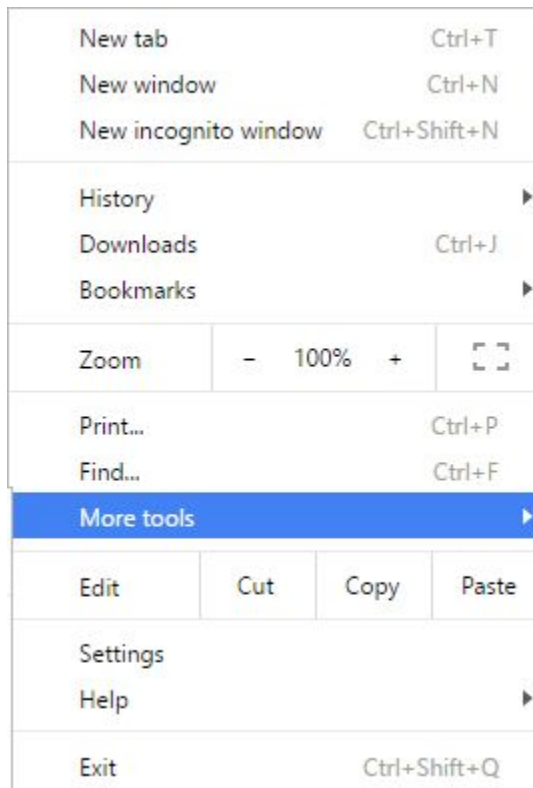 New tab Ctrl+T
New window Ctrl+N
New incognito window Ctrl+Shift+N
History
Downloads Ctrl+J
Bookmarks
Zoom − 100% +
Print... Ctrl+P
Find... Ctrl+F
More tools
Edit Cut Copy Paste
Settings
Help
Exit Ctrl+Shift+Q